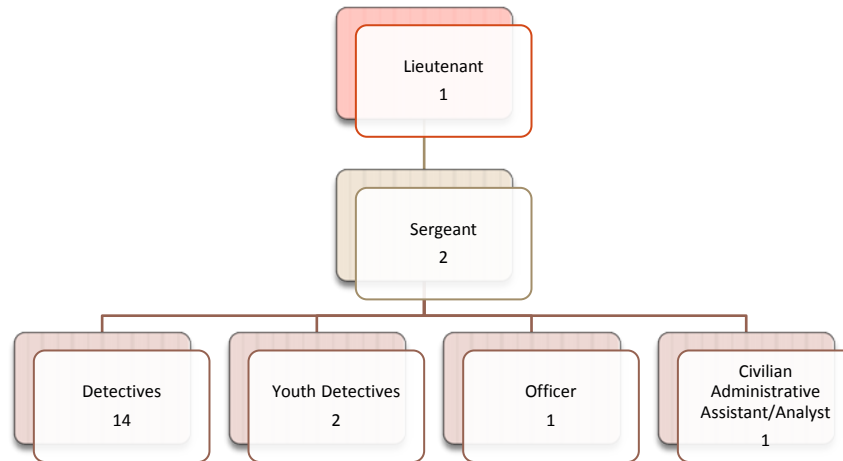 Lieutenant
1
Sergeant
2
Detectives
14
Youth Detectives
2
Officer
1
Civilian
Administrative
Assistant/Analyst
1